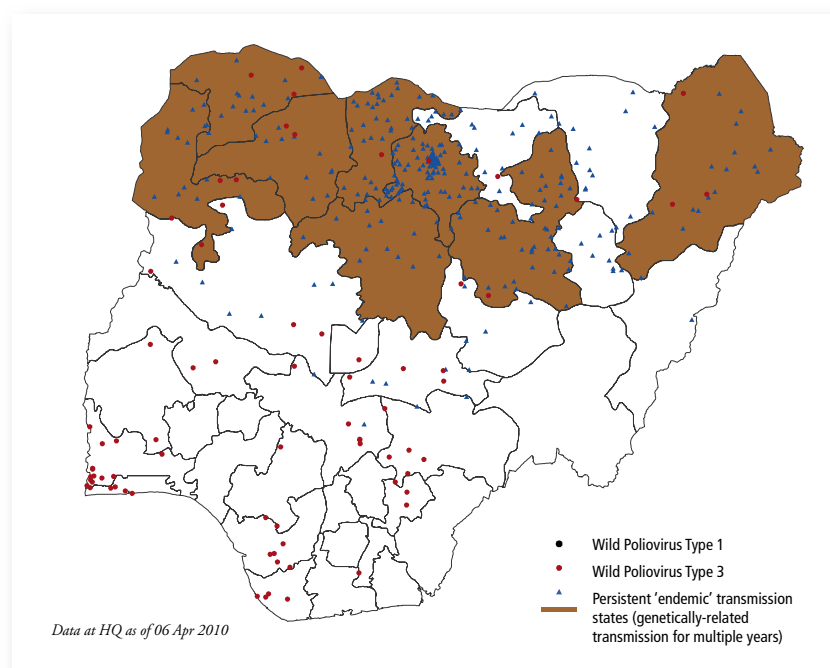 Wild Poliovirus Type 1
Wild Poliovirus Type 3
Persistent ‘endemic’ transmission
states (genetically-related
transmission for multiple years)
Data at HQ as of 06 Apr 2010